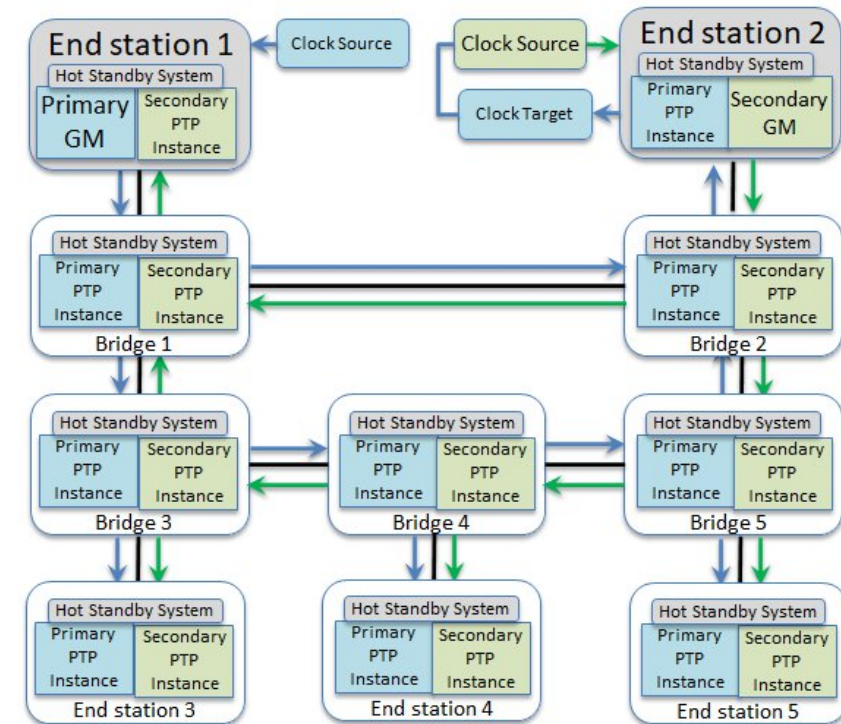 End station 1
Hot Standby System
Primary
GM
Secondary
PTP
Instance
Clock Source
Clock Source
Clock Target
End station 2
Hot Standby System
Primary
PTP
Instance
Secondary
GM
Hot Standby System
Primary
PTP
Instance
Secondary
PTP
Instance
Bridge 1
Hot Standby System
Primary
PTP
Instance
Secondary
PTP
Instance
Bridge 2
Hot Standby System
Primary
PTP
Instance
Secondary
PTP
Instance
Bridge 3
Hot Standby System
Primary
PTP
Instance
Secondary
PTP
Instance
Bridge 4
Hot Standby System
Primary
PTP
Instance
Secondary
PTP
Instance
Bridge 5
Hot Standby System
Primary
PTP
Instance
Secondary
PTP
Instance
End station 3
Hot Standby System
Primary
PTP
Instance
Secondary
PTP
Instance
End station 4
Hot Standby System
Primary
PTP
Instance
Secondary
PTP
Instance
End station 5